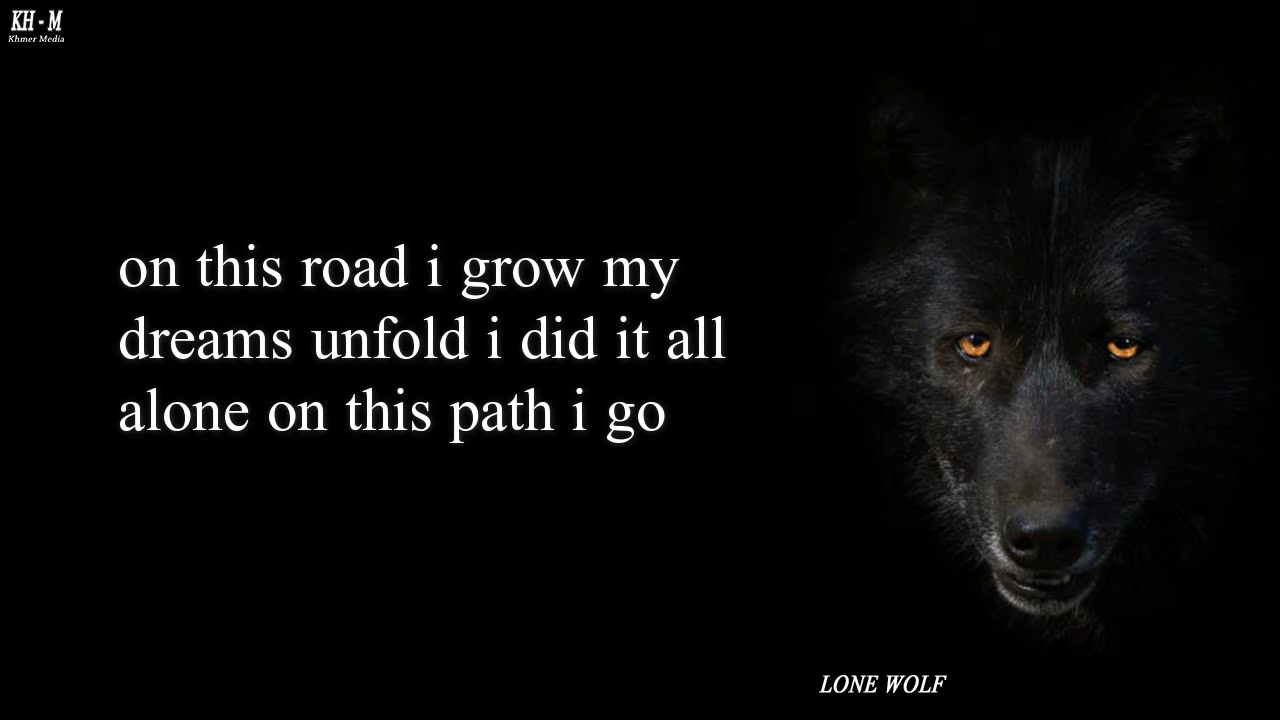 KH - M
Khmer Media
on this road i grow my
dreams unfold i did it all
alone on this path i go
LONE WOLF